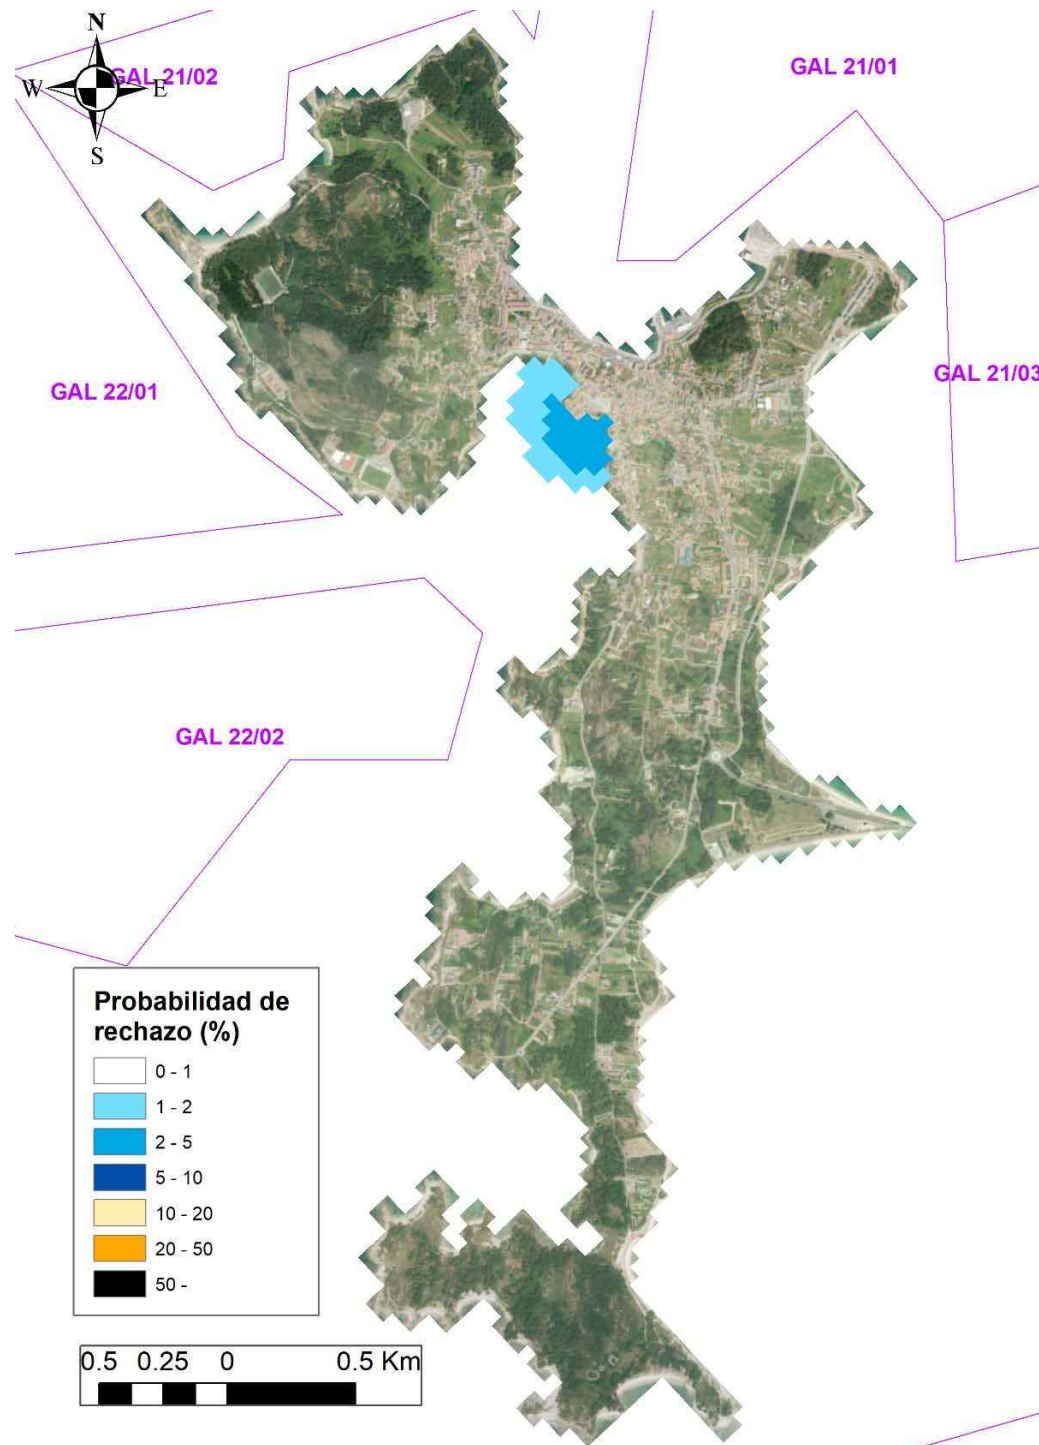 N
W
E
S
GAL 21/02
GAL 21/01
GAL 22/01
GAL 21/03
GAL 22/02
Probabilidad de
rechazo (%)
0 - 1
1 - 2
2 - 5
5 - 10
10 - 20
20 - 50
50 -
0.5 0.25 0 0.5 Km